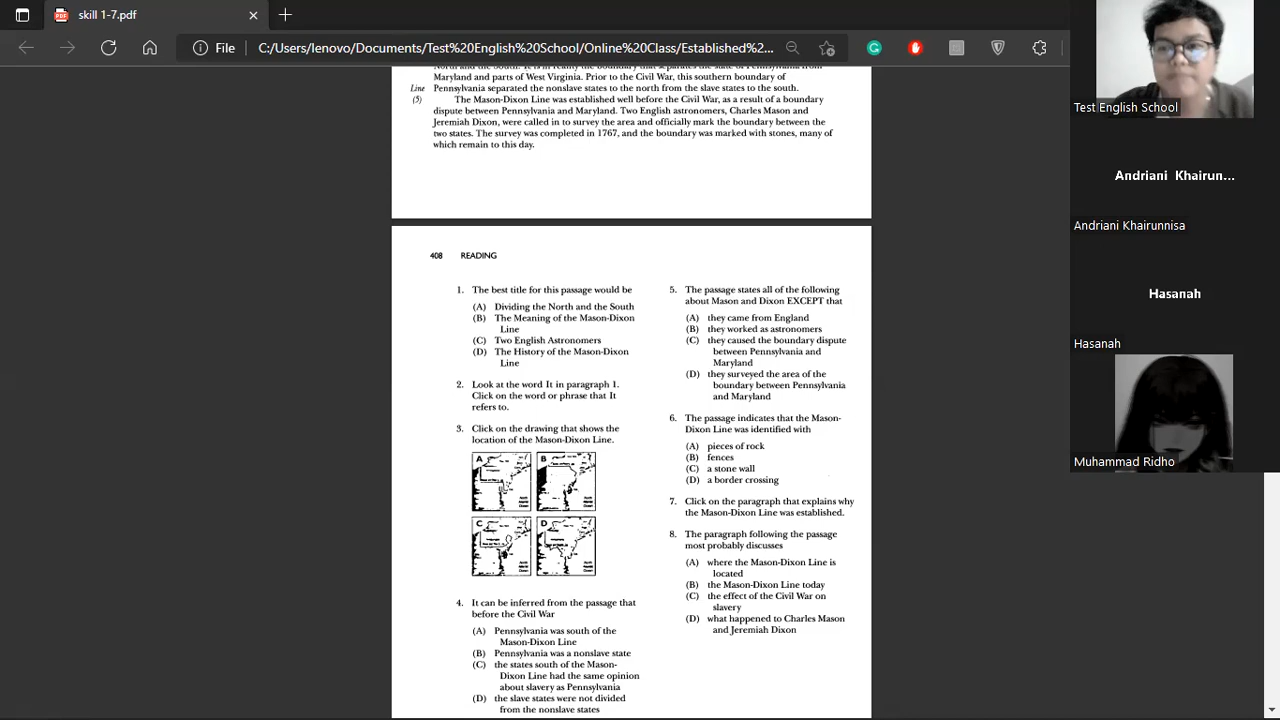 skill 1-7.pdf
File
C:/Users/lenovo/Documents/Test%20English%20School/Online%20Class/Established%2...
North and the South. It is in reality the boundary that separates the state of Pennsylvania from
Maryland and parts of West Virginia. Prior to the Civil War, this southern boundary of
Line Pennsylvania separated the nonslave states to the north from the slave states to the south.
(5) The Mason-Dixon Line was established well before the Civil War, as a result of a boundary
dispute between Pennsylvania and Maryland. Two English astronomers, Charles Mason and
Jeremiah Dixon, were called in to survey the area and officially mark the boundary between the
two states. The survey was completed in 1767, and the boundary was marked with stones, many of
which remain to this day.
408 READING
1. The best title for this passage would be
(A) Dividing the North and the South
(B) The Meaning of the Mason-Dixon
Line
(C) Two English Astronomers
(D) The History of the Mason-Dixon
Line
2. Look at the word It in paragraph 1.
Click on the word or phrase that It
refers to.
3. Click on the drawing that shows the
location of the Mason-Dixon Line.
A
B
C
D
4. It can be inferred from the passage that
before the Civil War
(A) Pennsylvania was south of the
Mason-Dixon Line
(B) Pennsylvania was a nonslave state
(C) the states south of the Mason-
Dixon Line had the same opinion
about slavery as Pennsylvania
(D) the slave states were not divided
from the nonslave states
5. The passage states all of the following
about Mason and Dixon EXCEPT that
(A) they came from England
(B) they worked as astronomers
(C) they caused the boundary dispute
between Pennsylvania and
Maryland
(D) they surveyed the area of the
boundary between Pennsylvania
and Maryland
6. The passage indicates that the Mason-
Dixon Line was identified with
(A) pieces of rock
(B) fences
(C) a stone wall
(D) a border crossing
7. Click on the paragraph that explains why
the Mason-Dixon Line was established.
8. The paragraph following the passage
most probably discusses
(A) where the Mason-Dixon Line is
located
(B) the Mason-Dixon Line today
(C) the effect of the Civil War on
slavery
(D) what happened to Charles Mason
and Jeremiah Dixon
Test English School
Andriani Khairun...
Andriani Khairunnisa
Hasanah
Hasanah
Muhammad Ridho